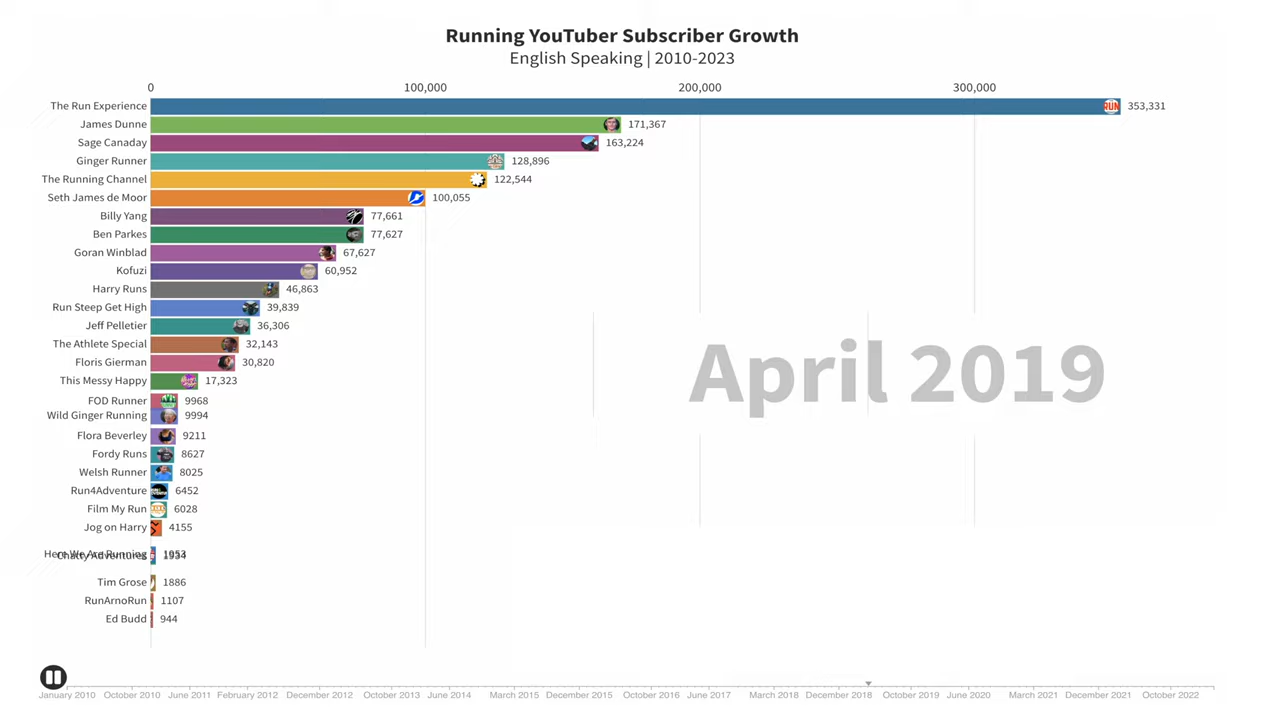 Running YouTuber Subscriber Growth
English Speaking | 2010-2023
0 100,000 200,000 300,000
The Run Experience RUN 353,331
James Dunne 171,367
Sage Canaday 163,224
Ginger Runner 128,896
The Running Channel 122,544
Seth James de Moor 100,055
Billy Yang 77,661
Ben Parkes 77,627
Goran Winblad 67,627
Kofuzi 60,952
Harry Runs 46,863
Run Steep Get High 39,839
Jeff Pelletier 36,306
The Athlete Special 32,143
Floris Gierman 30,820
This Messy Happy 17,323
FOD Runner 9968
Wild Ginger Running 9994
Flora Beverley 9211
Fordy Runs 8627
Welsh Runner 8025
Run4Adventure 6452
Film My Run 6028
Jog on Harry 4155
Here We Are Running
Chatty Adventures
Tim Grose 1886
RunArnoRun 1107
Ed Budd 944
April 2019
January 2010 October 2010 June 2011 February 2012 December 2012 October 2013 June 2014 March 2015 December 2015 October 2016 June 2017 March 2018 December 2018 October 2019 June 2020 March 2021 December 2021 October 2022